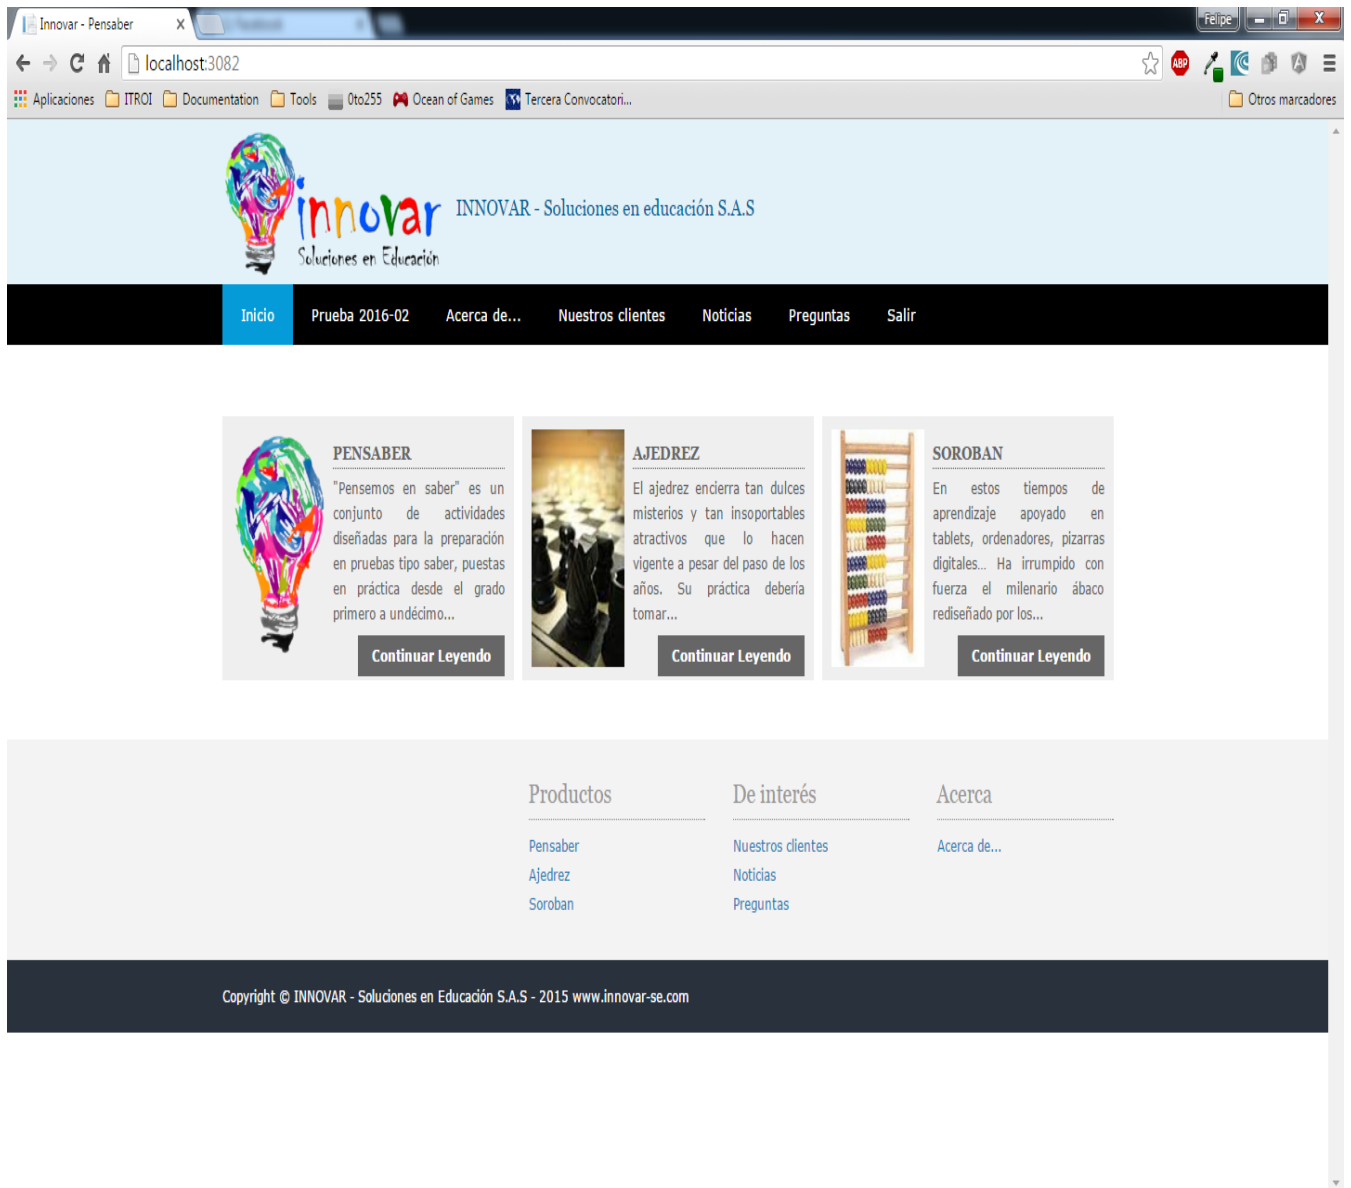 Innovar - Pensaber
Felipe
localhost:3082
ABP
Aplicaciones ITROI Documentation Tools 0to255 Ocean of Games Tercera Convocatori... Otros marcadores
innovar
Soluciones en Educación
INNOVAR - Soluciones en educación S.A.S
Inicio Prueba 2016-02 Acerca de... Nuestros clientes Noticias Preguntas Salir
PENSABER
"Pensemos en saber" es un
conjunto de actividades
diseñadas para la preparación
en pruebas tipo saber, puestas
en práctica desde el grado
primero a undécimo...
Continuar Leyendo
AJEDREZ
El ajedrez encierra tan dulces
misterios y tan insoportables
atractivos que lo hacen
vigente a pesar del paso de los
años. Su práctica debería
tomar...
Continuar Leyendo
SOROBAN
En estos tiempos de
aprendizaje apoyado en
tablets, ordenadores, pizarras
digitales... Ha irrumpido con
fuerza el milenario ábaco
rediseñado por los...
Continuar Leyendo
Productos
Pensaber
Ajedrez
Soroban
De interés
Nuestros clientes
Noticias
Preguntas
Acerca
Acerca de...
Copyright © INNOVAR - Soluciones en Educación S.A.S - 2015 www.innovar-se.com